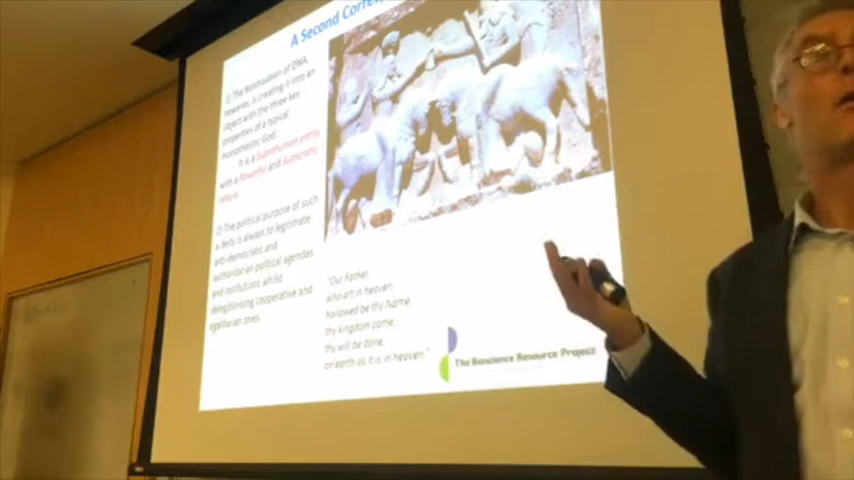 A Second Corres
1) The fetishisation of DNA,
however, is creating it into an
object with the three key
properties of a typical
monotheistic God:
It is a Suprahuman entity
with a Powerful and Autocratic
nature.
2) The political purpose of such
a deity is always to legitimate
anti-democratic and
authoritarian political agendas
and institutions whilst
delegitimising cooperative and
egalitarian ones.
"Our Father,
who art in heaven,
hallowed be thy Name
thy kingdom come,
thy will be done,
on earth as it is in heaven"
The Bioscience Resource Project